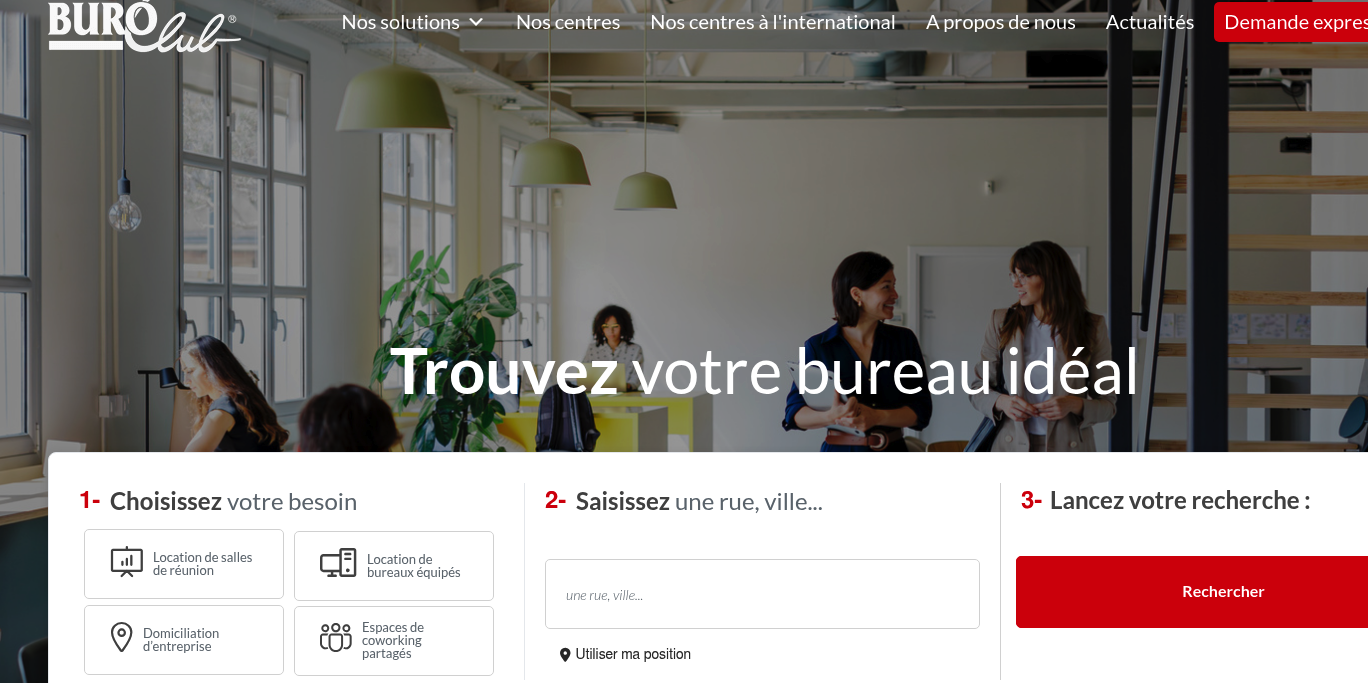 BURO Club ®
Nos solutions Nos centres Nos centres à l'international A propos de nous Actualités Demande expres
Trouvez votre bureau idéal
1- Choisissez votre besoin
Location de salles
de réunion
Location de
bureaux équipés
Domiciliation
d'entreprise
Espaces de
coworking
partagés
2- Saisissez une rue, ville...
une rue, ville...
Utiliser ma position
3- Lancez votre recherche :
Rechercher